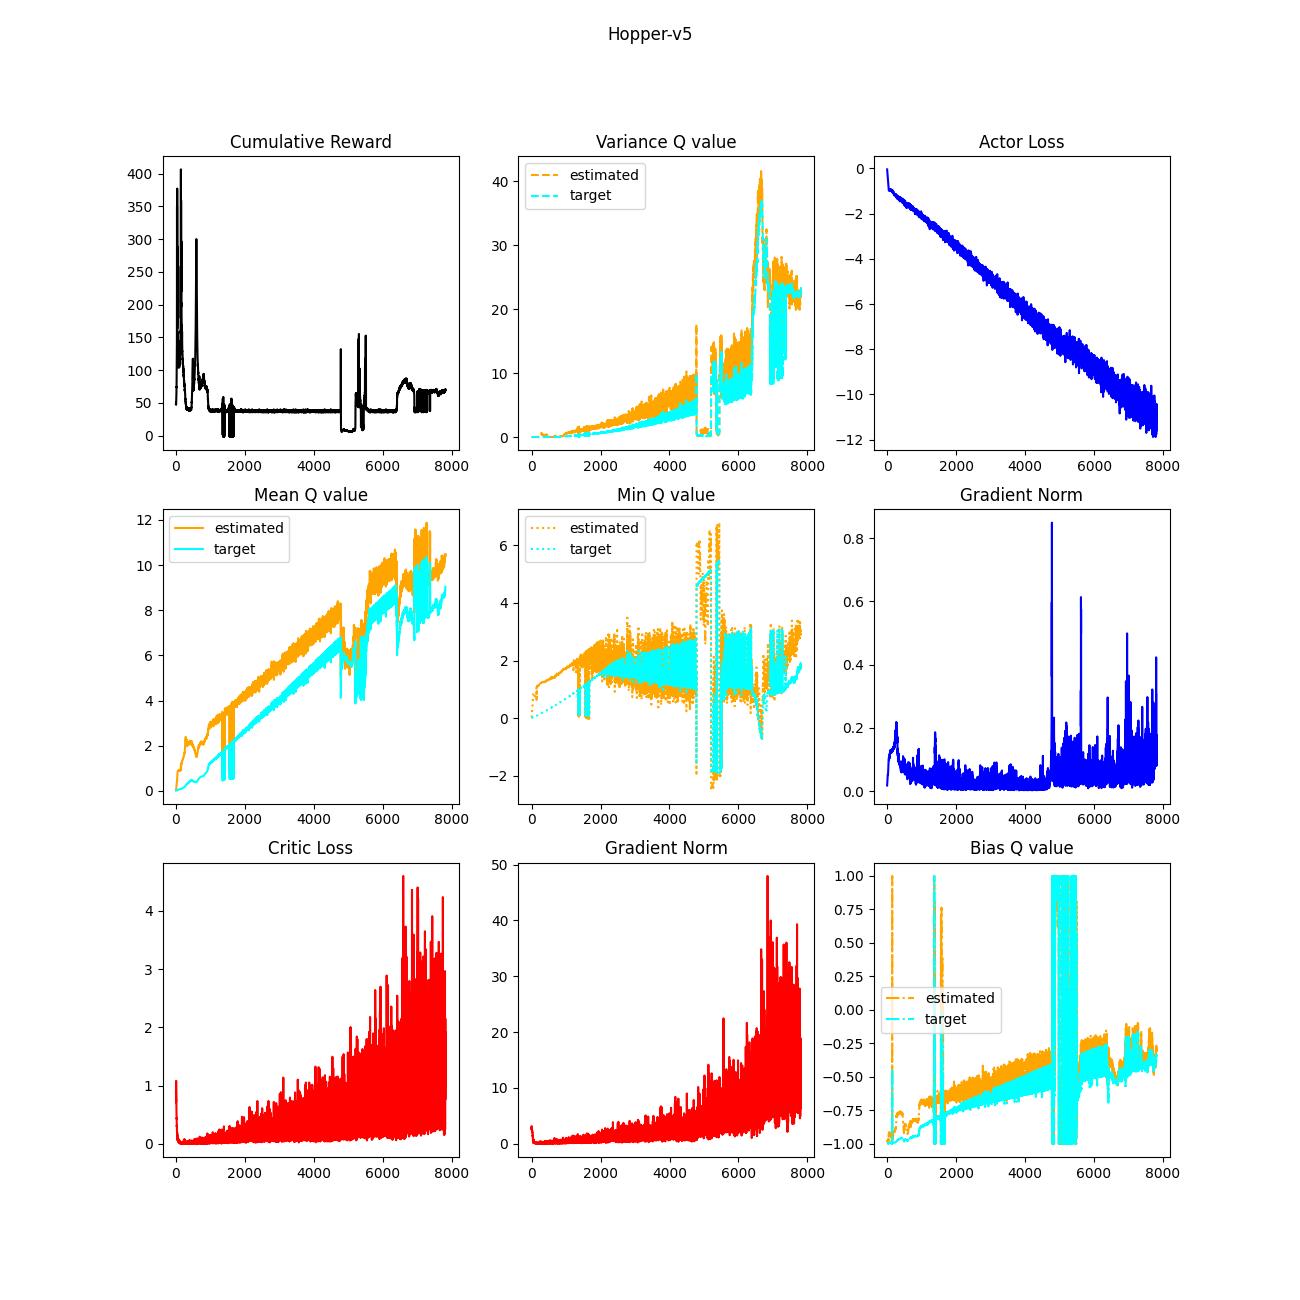 Hopper-v5
Cumulative Reward
400
350
300
250
200
150
100
50
0
0 2000 4000 6000 8000
Variance Q value
estimated
target
40
30
20
10
0
0 2000 4000 6000 8000
Actor Loss
0
−2
−4
−6
−8
−10
−12
0 2000 4000 6000 8000
Mean Q value
estimated
target
12
10
8
6
4
2
0
0 2000 4000 6000 8000
Min Q value
estimated
target
6
4
2
0
−2
0 2000 4000 6000 8000
Gradient Norm
0.8
0.6
0.4
0.2
0.0
0 2000 4000 6000 8000
Critic Loss
4
3
2
1
0
0 2000 4000 6000 8000
Gradient Norm
50
40
30
20
10
0
0 2000 4000 6000 8000
Bias Q value
1.00
0.75
0.50
0.25
0.00
−0.25
−0.50
−0.75
−1.00
estimated
target
0 2000 4000 6000 8000